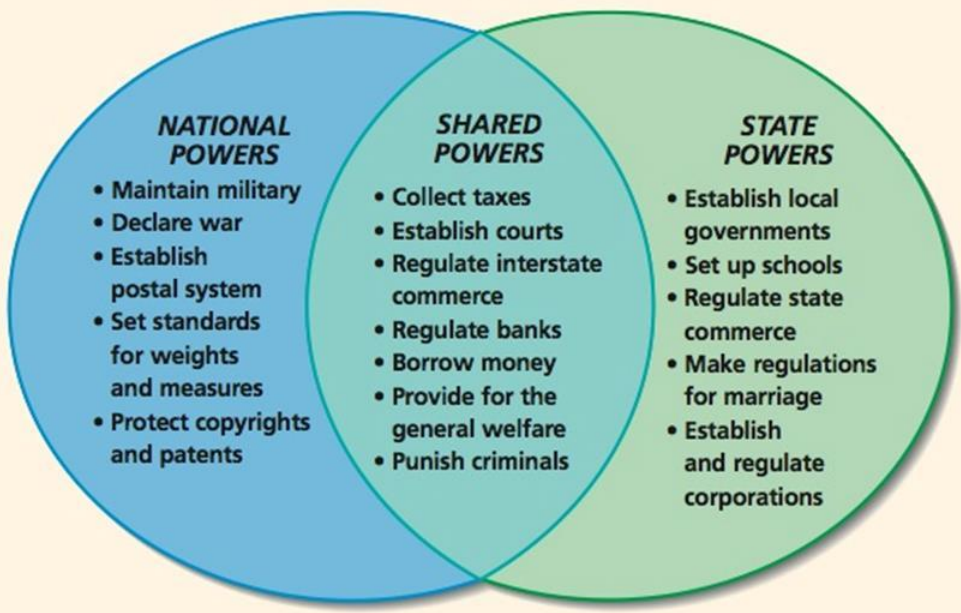 NATIONAL
POWERS
• Maintain military
• Declare war
• Establish
postal system
• Set standards
for weights
and measures
• Protect copyrights
and patents
SHARED
POWERS
• Collect taxes
• Establish courts
• Regulate interstate
commerce
• Regulate banks
• Borrow money
• Provide for the
general welfare
• Punish criminals
STATE
POWERS
• Establish local
governments
• Set up schools
• Regulate state
commerce
• Make regulations
for marriage
• Establish
and regulate
corporations